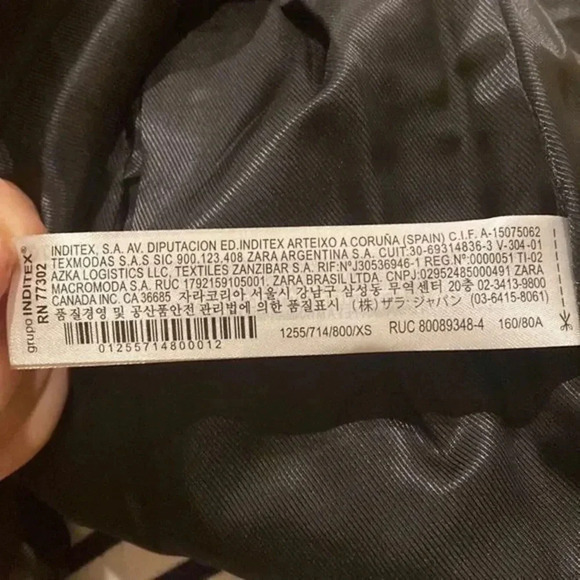 grupo INDITEX®
RN 77302
INDITEX, S.A. AV. DIPUTACION ED.INDITEX ARTEIXO A CORUÑA (SPAIN) C.I.F. A-15075062
TEXMODAS S.A.S SIC 900.123.408 ZARA ARGENTINA S.A. CUIT:30-69314836-3 V-304-01
AZKA LOGISTICS LLC, TEXTILES ZANZIBAR S.A. RIF:NºJ30536946-1 REG.Nº:0000051 TI-02
MACROMODA S.A. RUC 1792159105001. ZARA BRASIL LTDA, CNPJ:02952485000491 ZARA
CANADA INC. CA 36685 자라코리아 서울시 강남구 삼성동 무역센터 20층 02-3413-9800
품질경영 및 공산품안전 관리법에 의한 품질표시 (株) ザラ・ジャパン (03-6415-8061)
01255714800012
1255/714/800/XS RUC 80089348-4 160/80A